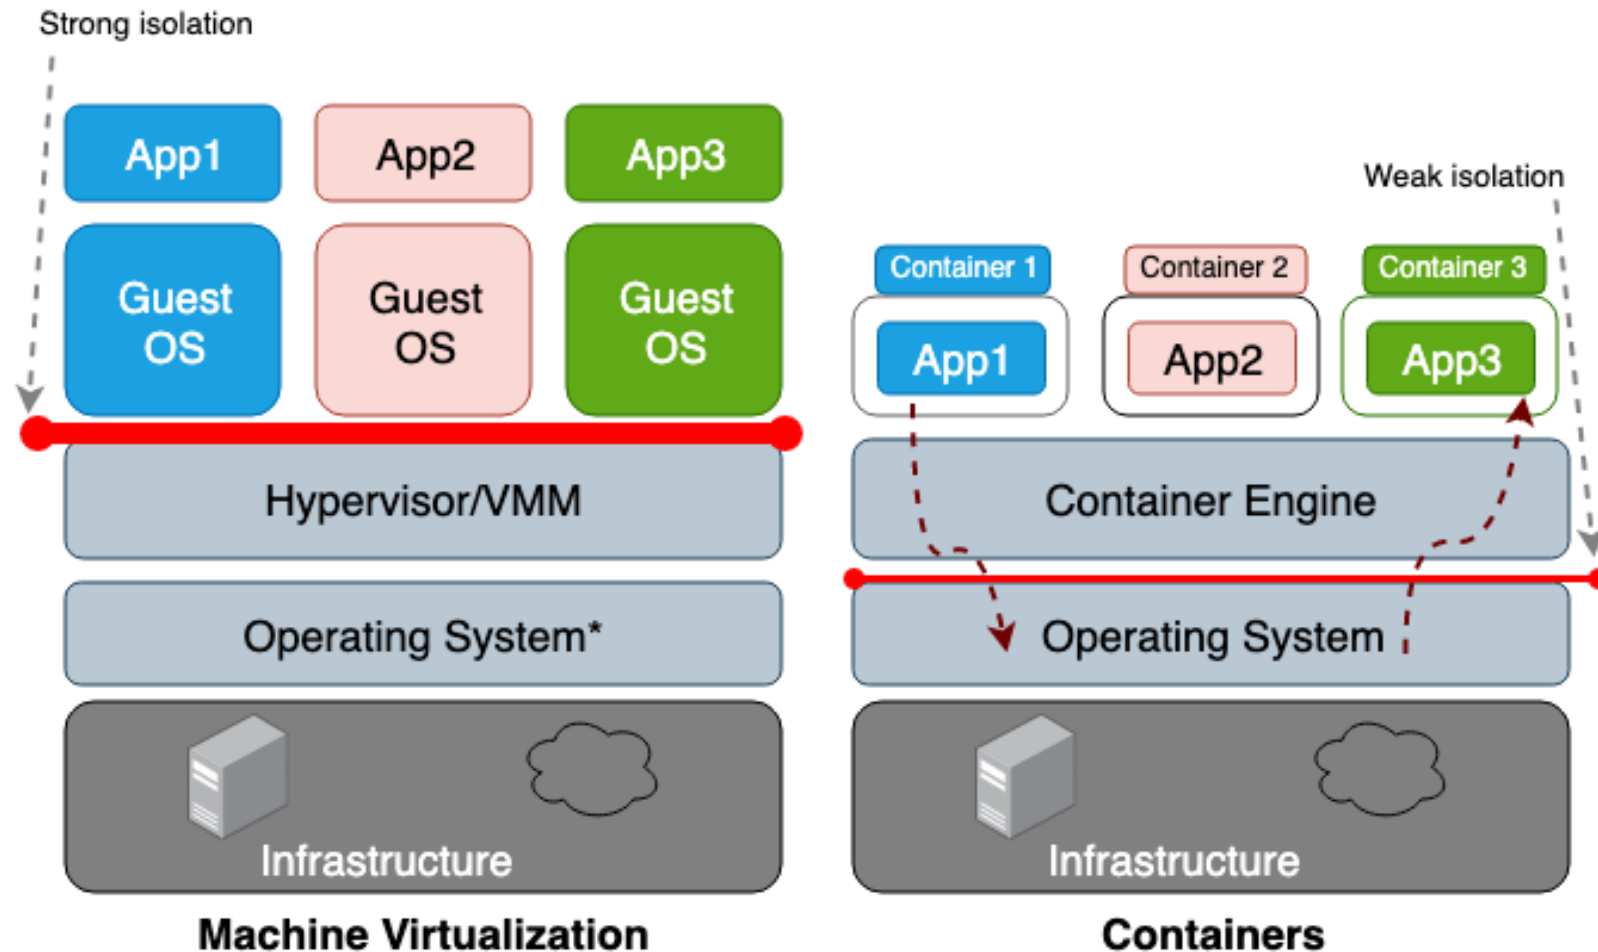 Strong isolation
App1
App2
App3
Guest
OS
Guest
OS
Guest
OS
Hypervisor/VMM
Operating System*
Infrastructure
Machine Virtualization
Weak isolation
Container 1
Container 2
Container 3
App1
App2
App3
Container Engine
Operating System
Infrastructure
Containers